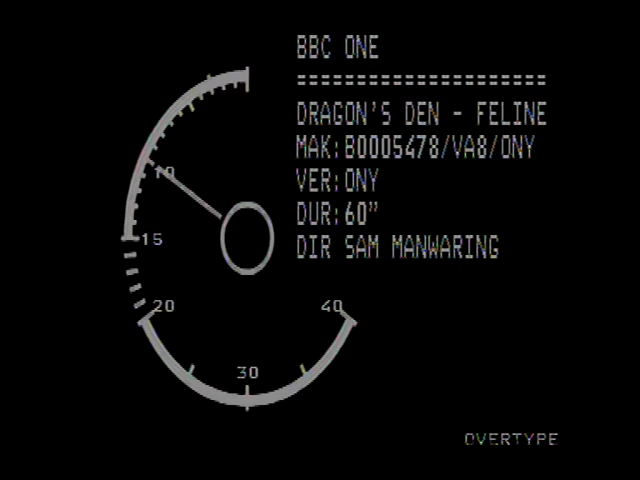 BBC ONE
=====================
DRAGON'S DEN - FELINE
MAK:B0005478/VA8/ONY
VER:ONY
DUR:60”
DIR SAM MANWARING
10
15
20
40
30
OVERTYPE